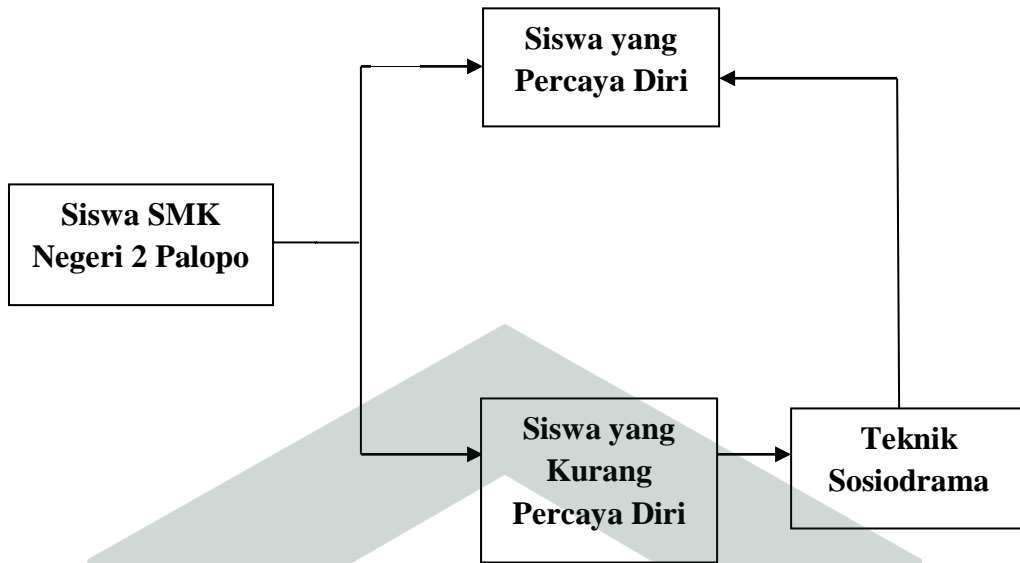 Siswa yang
Percaya Diri
Siswa SMK
Negeri 2 Palopo
Siswa yang
Kurang
Percaya Diri
Teknik
Sosiodrama